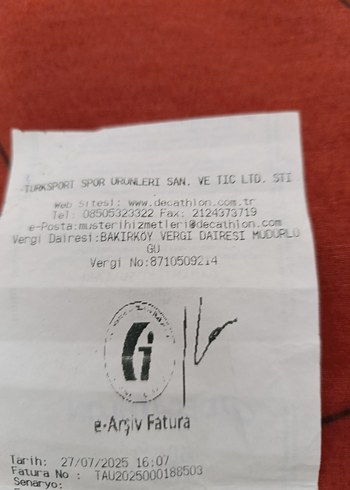 TURKSPORT SPOR URUNLERI SAN. VE TIC LTD. STI
Web Sitesi: www.decathlon.com.tr
Tel: 08505323322 Fax: 2124373719
e-Posta:musterihizmetleri@decathlon.com
Vergi Dairesi:BAKIRKÖY VERGI DAIRESI MUDURLU
GU
Vergi No:8710509214
e-Arşiv Fatura
Tarih: 27/07/2025 16:07
Fatura No : TAU2025000186503
Senaryo: